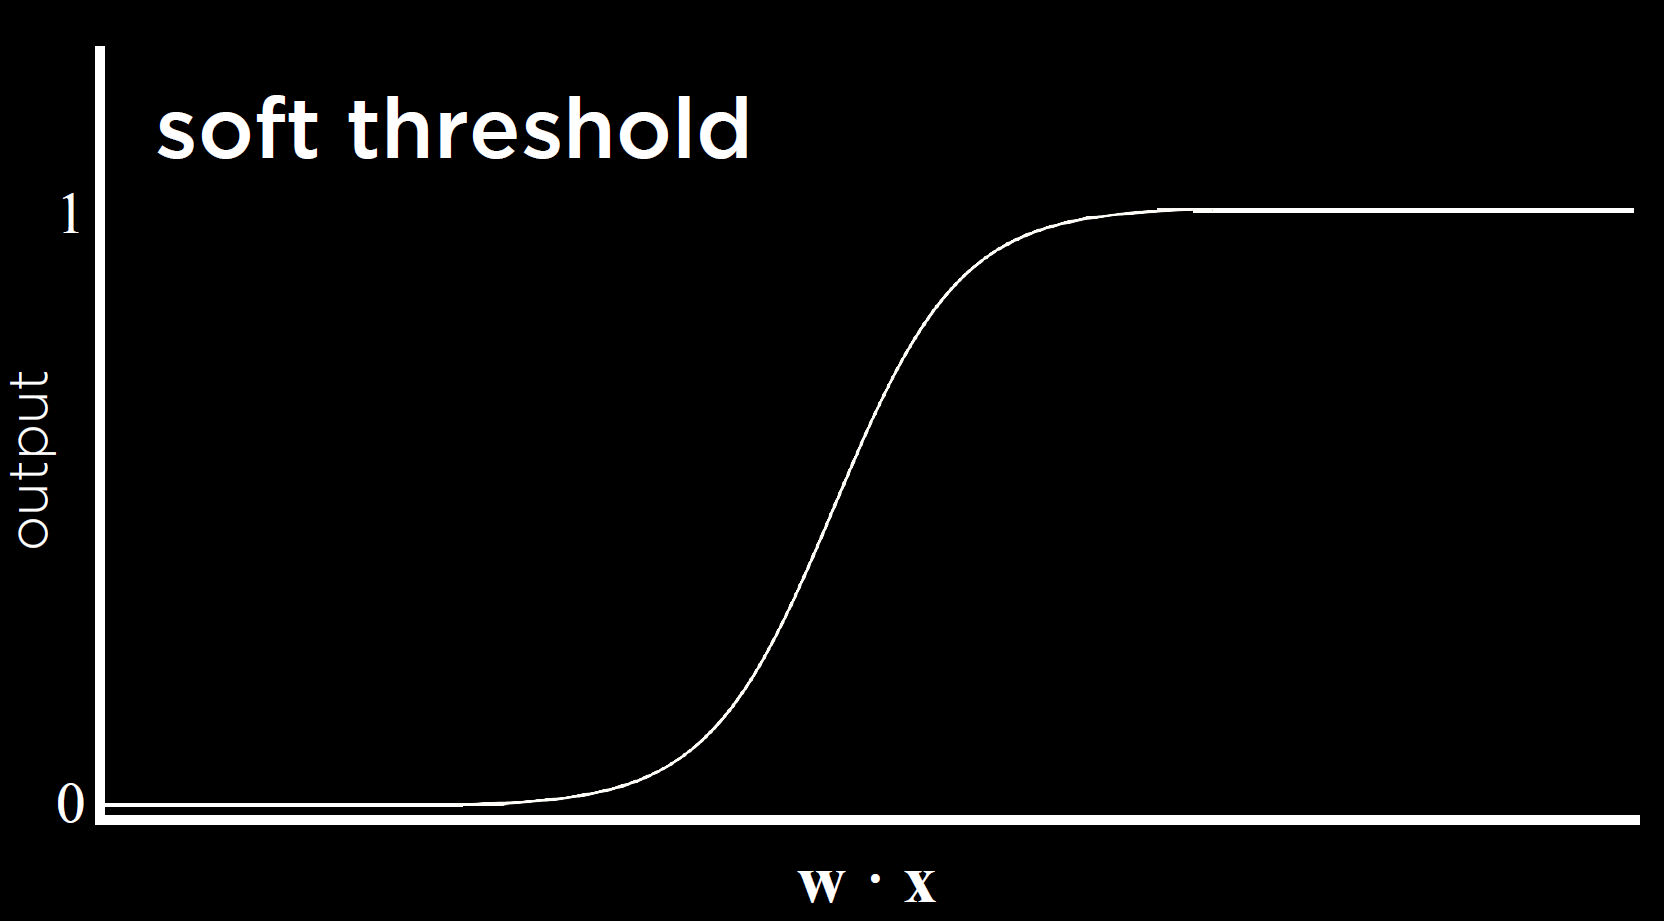 soft threshold
1
output
0
w · x